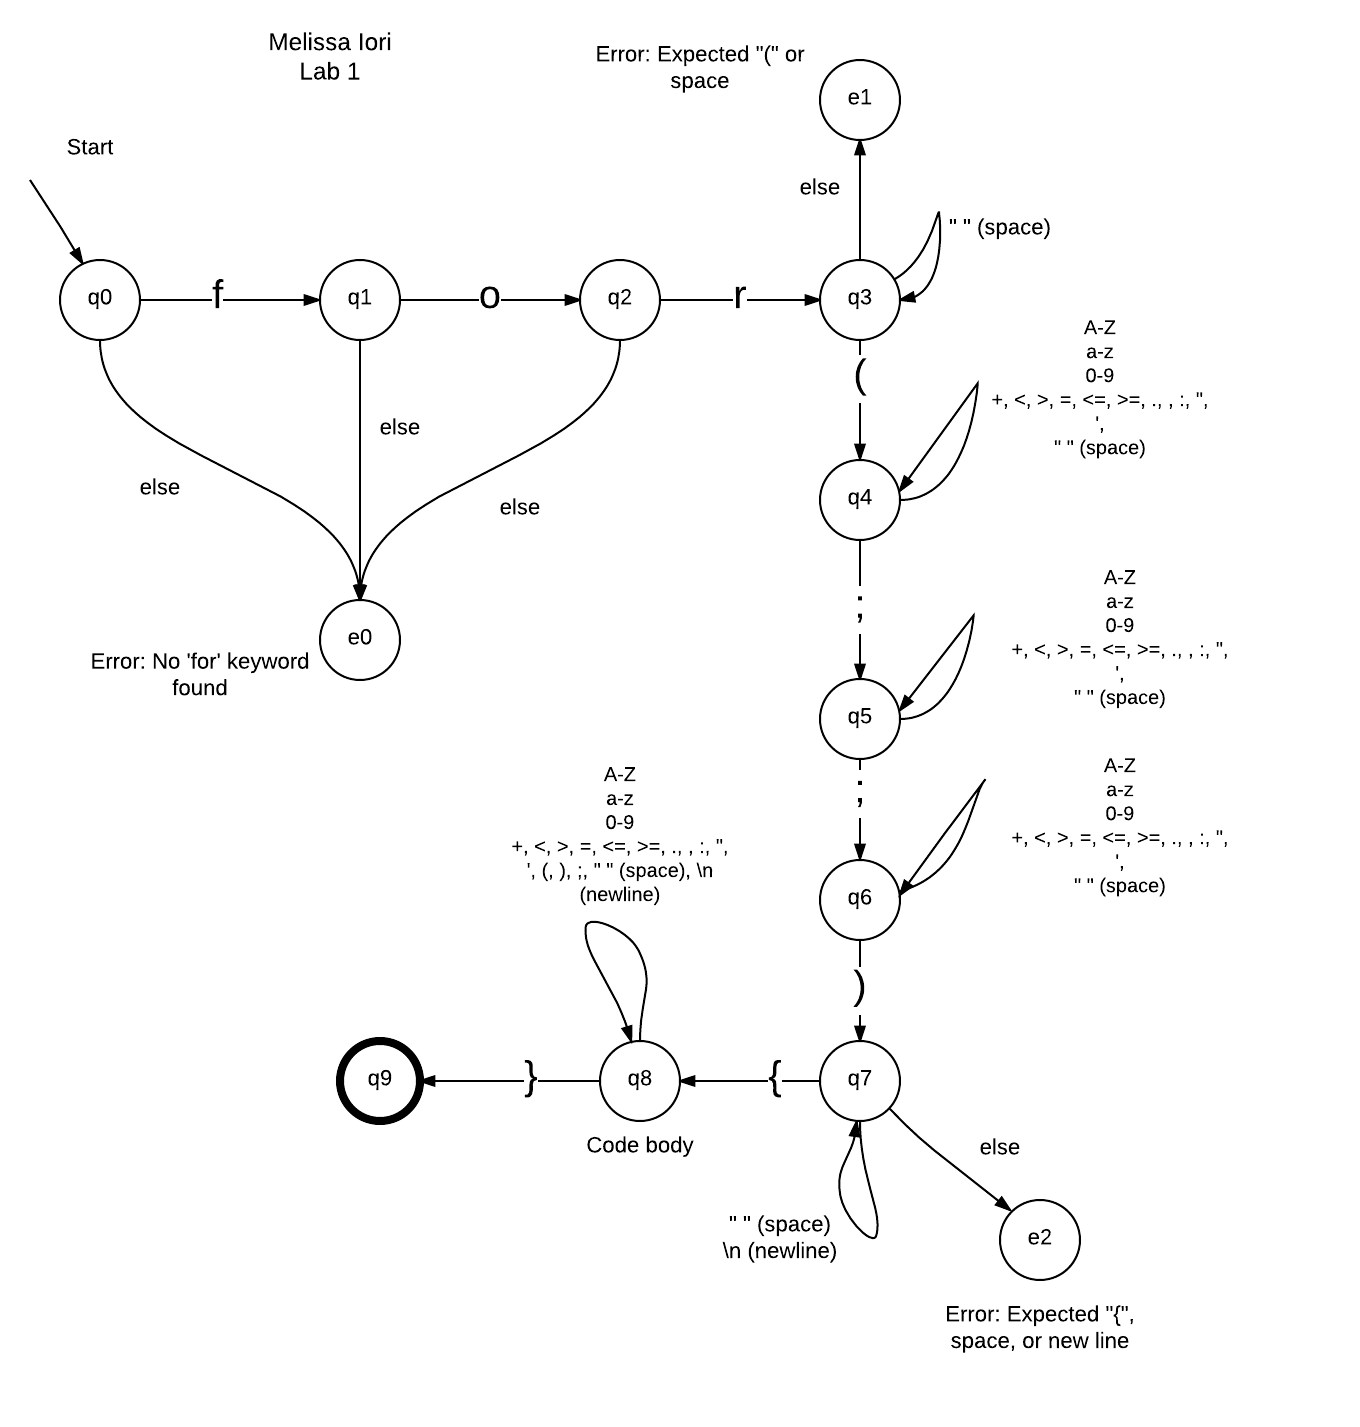 Melissa Iori
Lab 1
Error: Expected "(" or
space
e1
Start
else
" " (space)
q0
f
q1
o
q2
r
q3
A-Z
a-z
0-9
+, <, >, =, <=, >=, ., , :, ",
',
" " (space)
(
else
else
else
q4
A-Z
a-z
0-9
+, <, >, =, <=, >=, ., , :, ",
',
" " (space)
;
e0
Error: No 'for' keyword
found
q5
A-Z
a-z
0-9
+, <, >, =, <=, >=, ., , :, ",
',
" " (space)
;
A-Z
a-z
0-9
+, <, >, =, <=, >=, ., , :, ",
', (, ), ;, " " (space), \n
(newline)
q6
)
q9
}
q8
{
q7
Code body
else
" " (space)
\n (newline)
e2
Error: Expected "{",
space, or new line